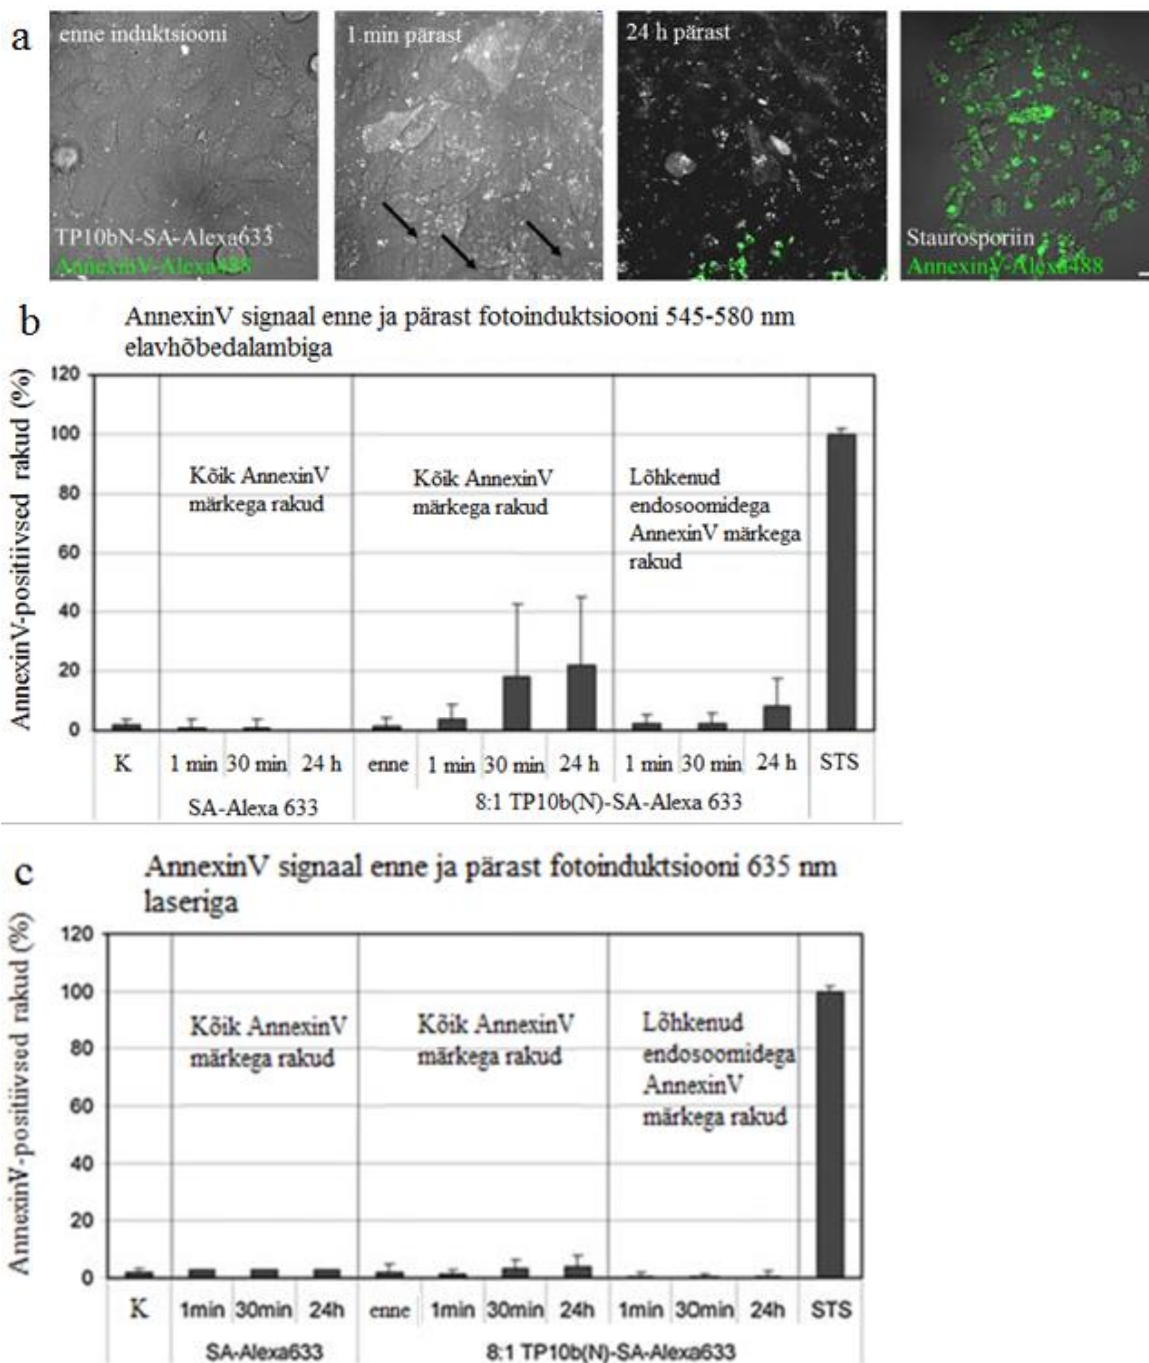 a
enne induktsiooni
1 min pärast
24 h pärast
TP10bN-SA-Alexa633
AnnexinV-Alexa488
Staurosporiin
AnnexinV-Alexa488
b
AnnexinV signaal enne ja pärast fotoinduktsiooni 545-580 nm
elavhõbedalambiga
AnnexinV-positiivsed rakud (%)
120
100
80
60
40
20
0
Kõik AnnexinV
märkega rakud
Kõik AnnexinV
märkega rakud
Lõhkenud
endosoomidega
AnnexinV märkega
rakud
K
1 min
30 min
24 h
enne
1 min
30 min
24 h
1 min
30 min
24 h
STS
SA-Alexa 633
8:1 TP10b(N)-SA-Alexa 633
c
AnnexinV signaal enne ja pärast fotoinduktsiooni 635 nm
laseriga
AnnexinV-positiivsed rakud (%)
120
100
80
60
40
20
0
Kõik AnnexinV
märkega rakud
Kõik AnnexinV
märkega rakud
Lõhkenud
endosoomidega
AnnexinV
märkega rakud
K
1min
30min
24h
enne
1min
30min
24h
1min
30min
24h
STS
SA-Alexa633
8:1 TP10b(N)-SA-Alexa633